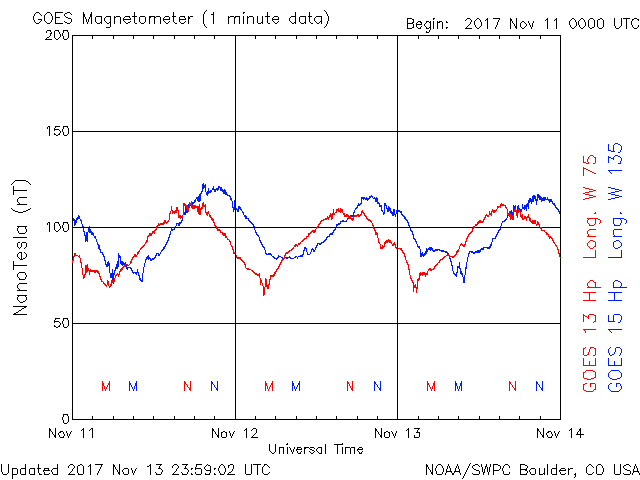 GOES Magnetometer (1 minute data)
Begin: 2017 Nov 11 0000 UTC
200
150
100
50
0
NanoTesla (nT)
M M N N M M N N M M N N
Nov 11 Nov 12 Nov 13 Nov 14
Universal Time
GOES 13 Hp Long. W 75
GOES 15 Hp Long. W 135
Updated 2017 Nov 13 23:59:02 UTC
NOAA/SWPC Boulder, CO USA